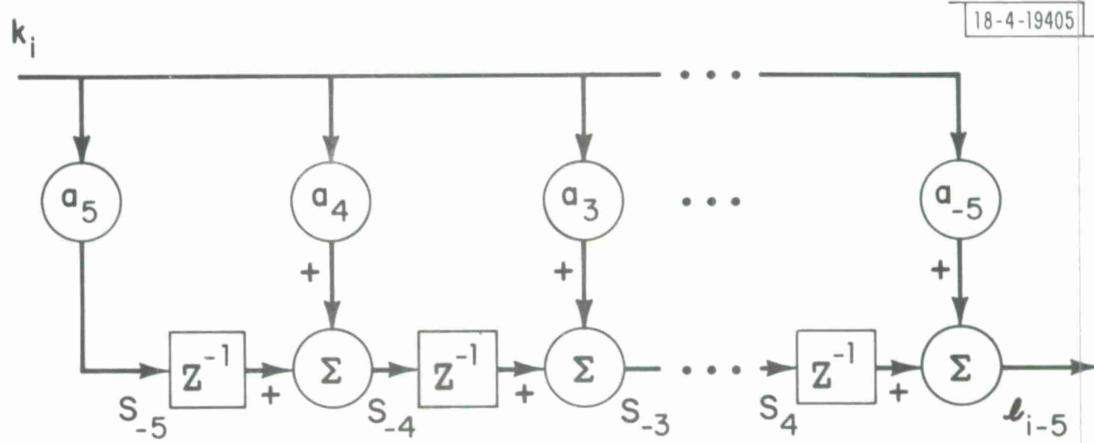 18-4-19405
k_i
a_5 a_4 a_3 ... a_-5
+ + +
Z^-1 Σ Z^-1 Σ ... Z^-1 Σ
+ + +
S_-5 S_-4 S_-3 S_4 ℓ_i-5